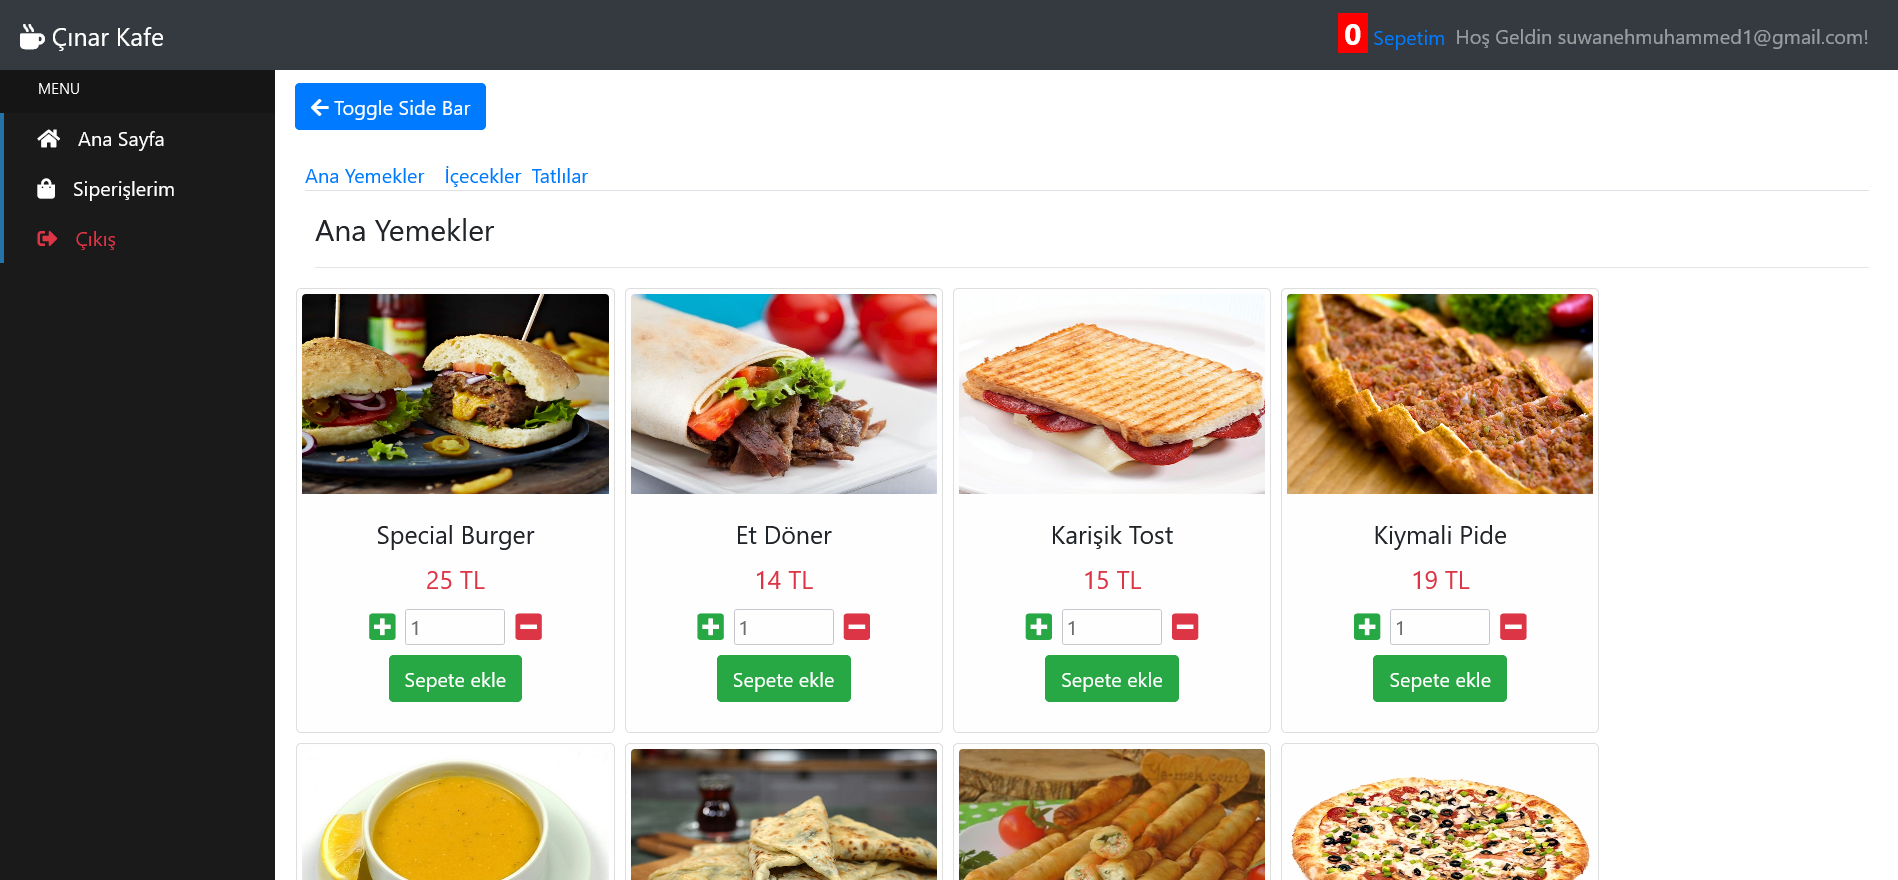 Çınar Kafe
0 Sepetim Hoş Geldin suwanehmuhammed1@gmail.com!
MENU
Ana Sayfa
Siperişlerim
Çıkış
Toggle Side Bar
Ana Yemekler İçecekler Tatlılar
Ana Yemekler
Special Burger
25 TL
1
Sepete ekle
Et Döner
14 TL
1
Sepete ekle
Karişik Tost
15 TL
1
Sepete ekle
Kiymali Pide
19 TL
1
Sepete ekle